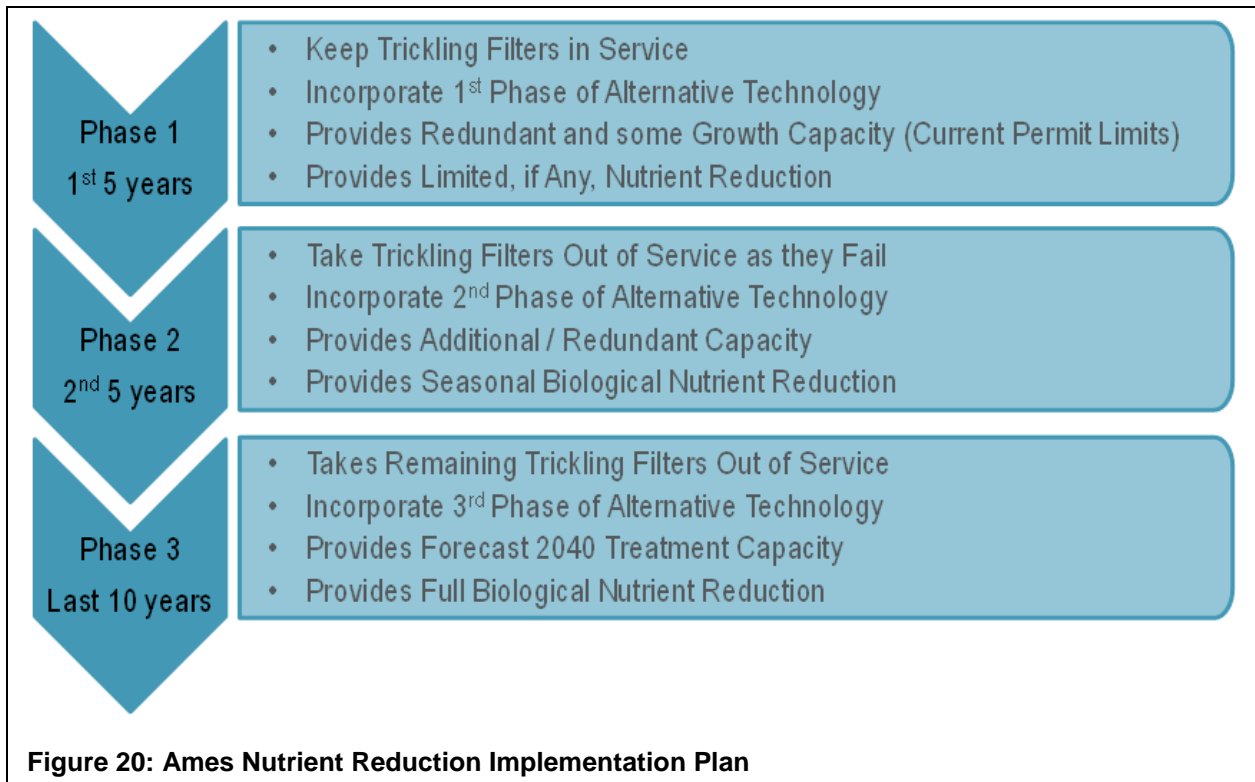 • Keep Trickling Filters in Service
• Incorporate 1st Phase of Alternative Technology
Phase 1
• Provides Redundant and some Growth Capacity (Current Permit Limits)
1st 5 years
• Provides Limited, if Any, Nutrient Reduction
• Take Trickling Filters Out of Service as they Fail
• Incorporate 2nd Phase of Alternative Technology
Phase 2
• Provides Additional / Redundant Capacity
2nd 5 years
• Provides Seasonal Biological Nutrient Reduction
• Takes Remaining Trickling Filters Out of Service
• Incorporate 3rd Phase of Alternative Technology
Phase 3
• Provides Forecast 2040 Treatment Capacity
Last 10 years
• Provides Full Biological Nutrient Reduction
Figure 20: Ames Nutrient Reduction Implementation Plan